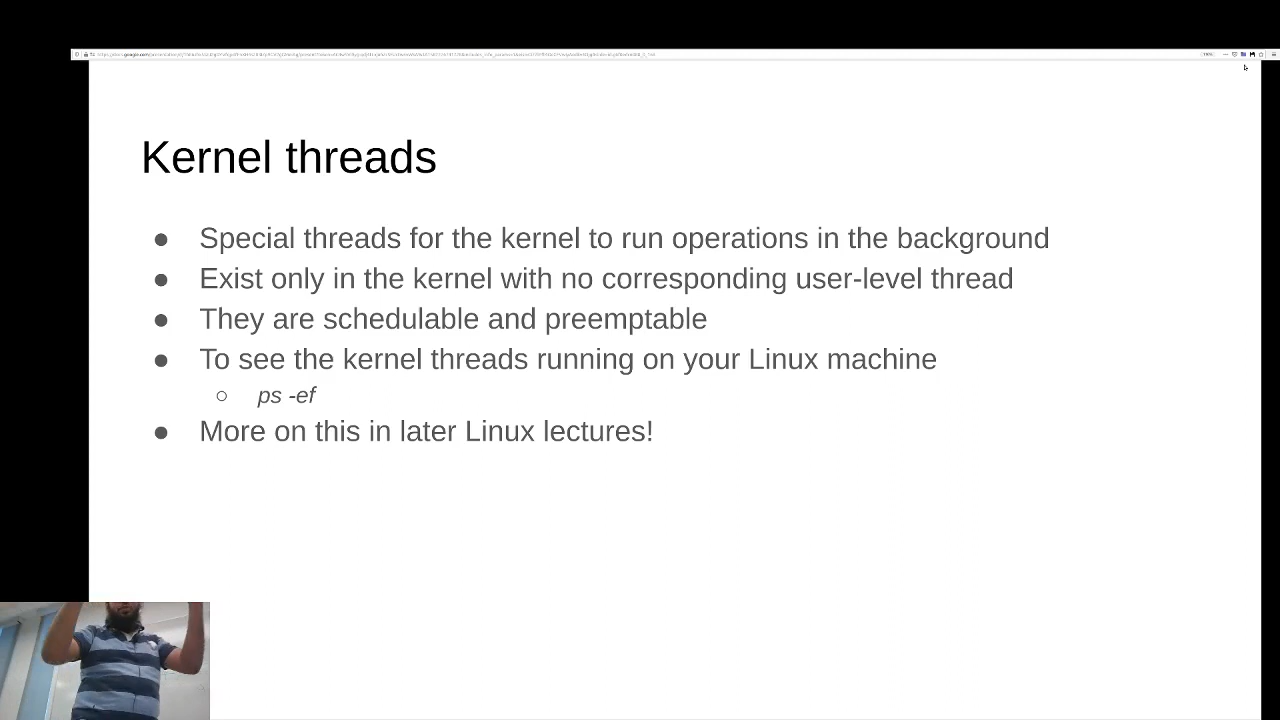 Kernel threads
● Special threads for the kernel to run operations in the background
● Exist only in the kernel with no corresponding user-level thread
● They are schedulable and preemptable
● To see the kernel threads running on your Linux machine
○ ps -ef
● More on this in later Linux lectures!